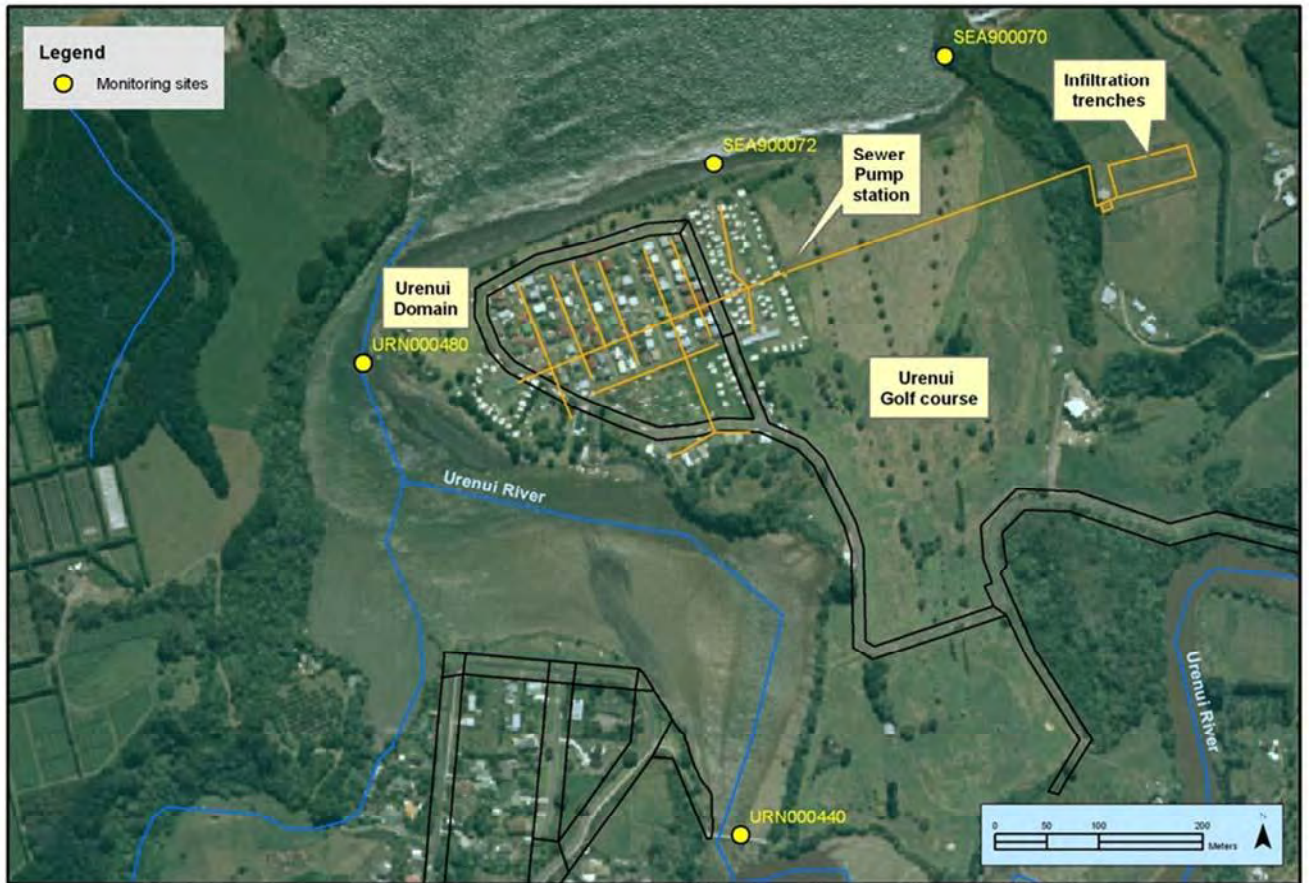 Legend
Monitoring sites
SEA900070
Infiltration
trenches
SEA900072
Sewer
Pump
station
Urenui
Domain
URN000480
Urenui
Golf course
Urenui River
Urenui River
URN000440
0 50 100 200
Meters